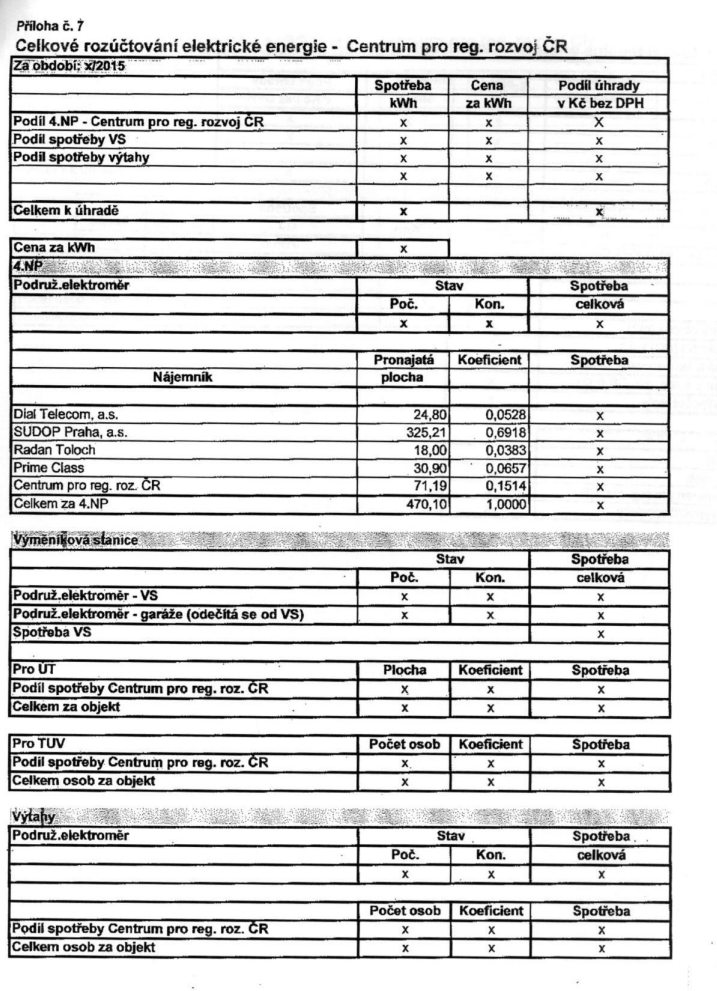 Příloha č. 7
Celkové rozúčtování elektrické energie - Centrum pro reg. rozvoj ČR
Za období: x/2015
Spotřeba Cena Podíl úhrady
kWh za kWh v Kč bez DPH
Podíl 4.NP - Centrum pro reg. rozvoj ČR x x X
Podíl spotřeby VS x x x
Podíl spotřeby výtahy x x x
x x x
Celkem k úhradě x x
Cena za kWh x
4.NP
Podruž.elektroměr Stav Spotřeba
Poč. Kon. celková
x x x
Pronajatá Koeficient Spotřeba
Nájemník plocha
Dial Telecom, a.s. 24,80 0,0528 x
SUDOP Praha, a.s. 325,21 0,6918 x
Radan Toloch 18,00 0,0383 x
Prime Class 30,90 0,0657 x
Centrum pro reg. roz. ČR 71,19 0,1514 x
Celkem za 4.NP 470,10 1,0000 x
Výměníková stanice
Stav Spotřeba
Poč. Kon. celková
Podruž.elektroměr - VS x x x
Podruž.elektroměr - garáže (odečítá se od VS) x x x
Spotřeba VS x
Pro ÚT Plocha Koeficient Spotřeba
Podíl spotřeby Centrum pro reg. roz. ČR x x x
Celkem za objekt x x x
Pro TUV Počet osob Koeficient Spotřeba
Podíl spotřeby Centrum pro reg. roz. ČR x x x
Celkem osob za objekt x x x
Výtahy
Podruž.elektroměr Stav Spotřeba
Poč. Kon. celková
x x x
Počet osob Koeficient Spotřeba
Podíl spotřeby Centrum pro reg. roz. ČR x x x
Celkem osob za objekt x x x